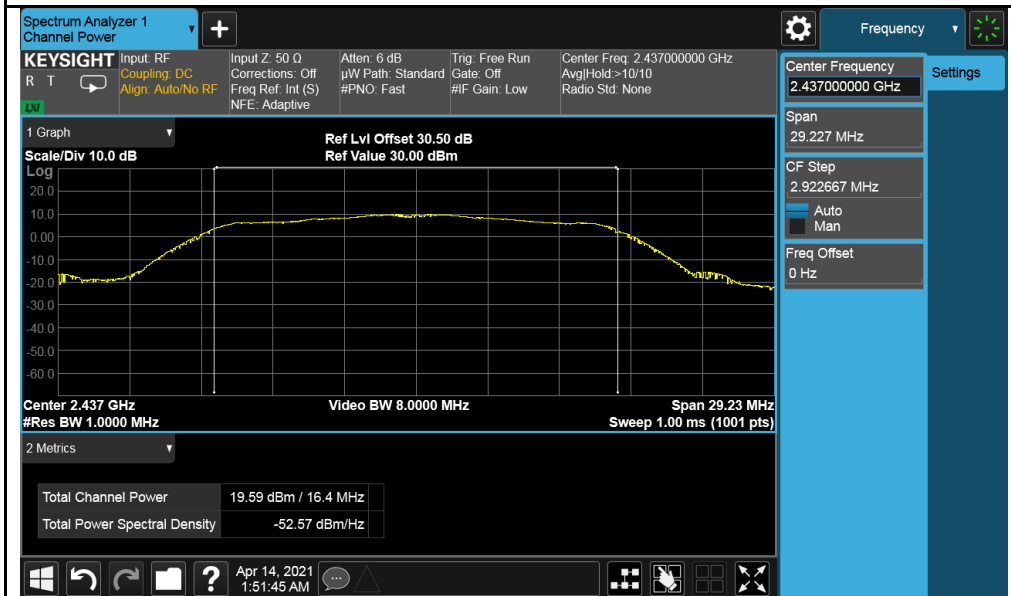 Spectrum Analyzer 1
Channel Power
+
Frequency
KEYSIGHT
R T
LXI
Input: RF
Coupling: DC
Align: Auto/No RF
Input Z: 50 Ω
Corrections: Off
Freq Ref: Int (S)
NFE: Adaptive
Atten: 6 dB
µW Path: Standard
#PNO: Fast
Trig: Free Run
Gate: Off
#IF Gain: Low
Center Freq: 2.437000000 GHz
Avg|Hold:>10/10
Radio Std: None
Center Frequency
2.437000000 GHz
Settings
Span
29.227 MHz
CF Step
2.922667 MHz
Auto
Man
Freq Offset
0 Hz
1 Graph
Scale/Div 10.0 dB
Ref Lvl Offset 30.50 dB
Ref Value 30.00 dBm
Log
20.0
10.0
0.00
-10.0
-20.0
-30.0
-40.0
-50.0
-60.0
Center 2.437 GHz
Video BW 8.0000 MHz
Span 29.23 MHz
#Res BW 1.0000 MHz
Sweep 1.00 ms (1001 pts)
2 Metrics
Total Channel Power 19.59 dBm / 16.4 MHz
Total Power Spectral Density -52.57 dBm/Hz
?
Apr 14, 2021
1:51:45 AM